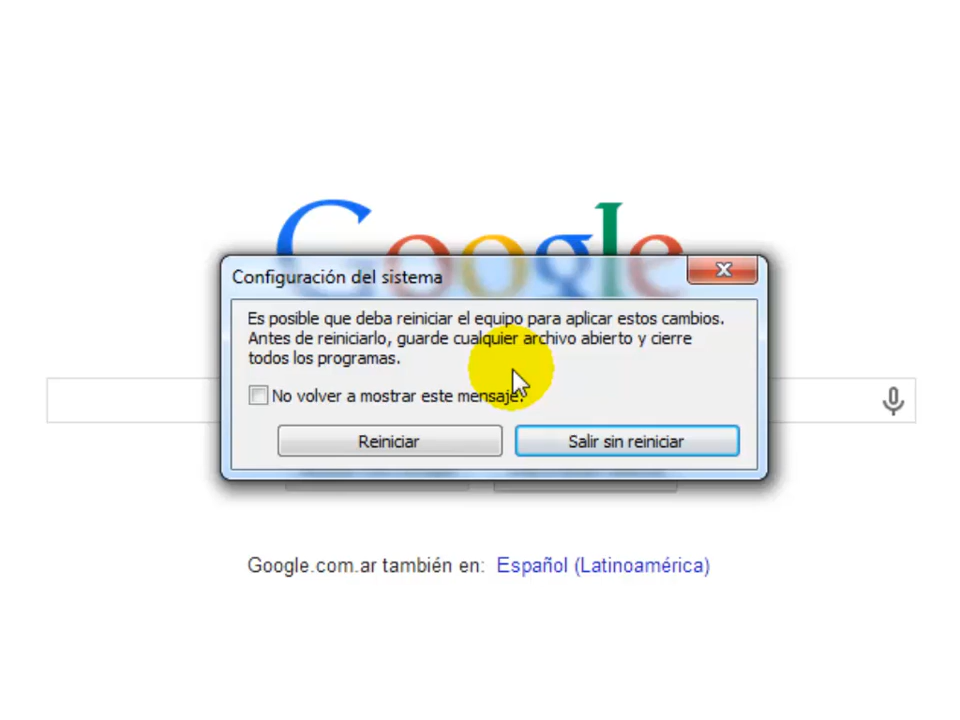 Google
Configuración del sistema
Es posible que deba reiniciar el equipo para aplicar estos cambios.
Antes de reiniciarlo, guarde cualquier archivo abierto y cierre
todos los programas.
No volver a mostrar este mensaje.
Reiniciar
Salir sin reiniciar
Google.com.ar también en: Español (Latinoamérica)